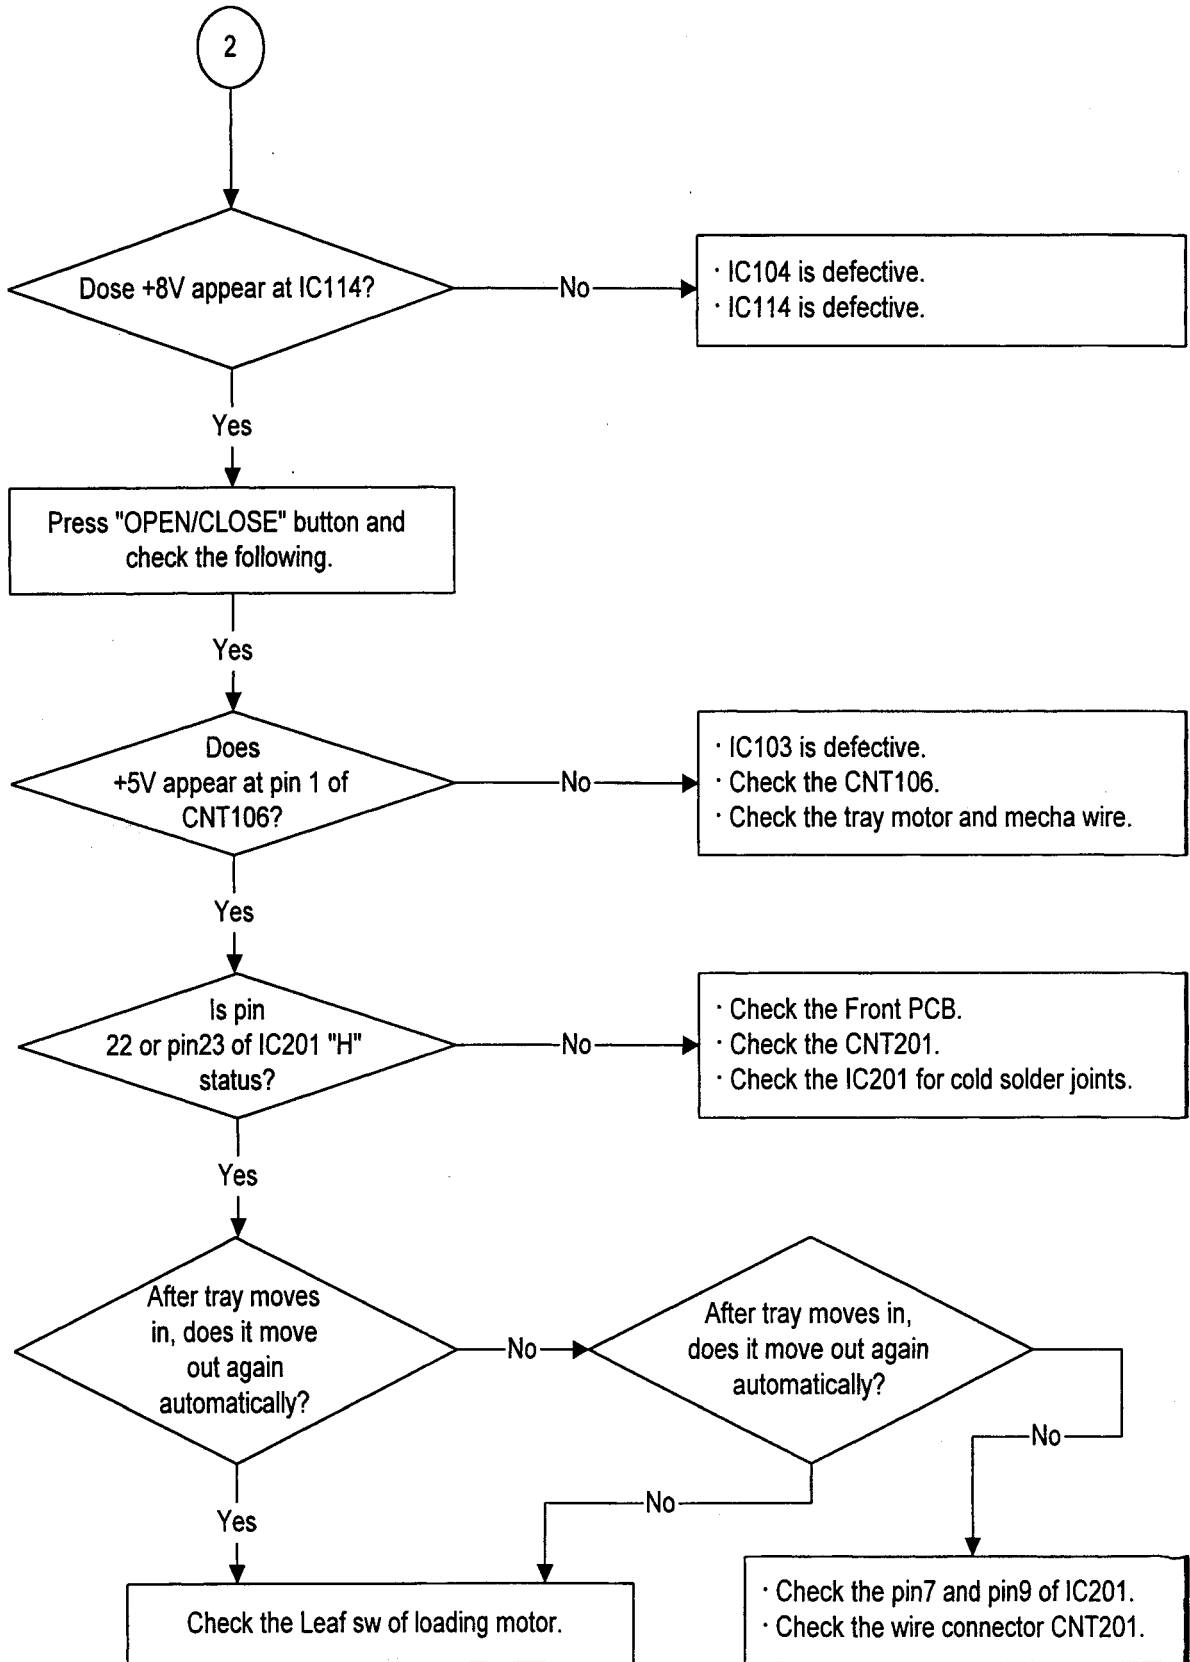 2
Dose +8V appear at IC114?
No
· IC104 is defective.
· IC114 is defective.
Yes
Press "OPEN/CLOSE" button and
check the following.
Yes
Does
+5V appear at pin 1 of
CNT106?
No
· IC103 is defective.
· Check the CNT106.
· Check the tray motor and mecha wire.
Yes
Is pin
22 or pin23 of IC201 "H"
status?
No
· Check the Front PCB.
· Check the CNT201.
· Check the IC201 for cold solder joints.
Yes
After tray moves
in, does it move
out again
automatically?
No
After tray moves in,
does it move out again
automatically?
No
No
Yes
Check the Leaf sw of loading motor.
· Check the pin7 and pin9 of IC201.
· Check the wire connector CNT201.